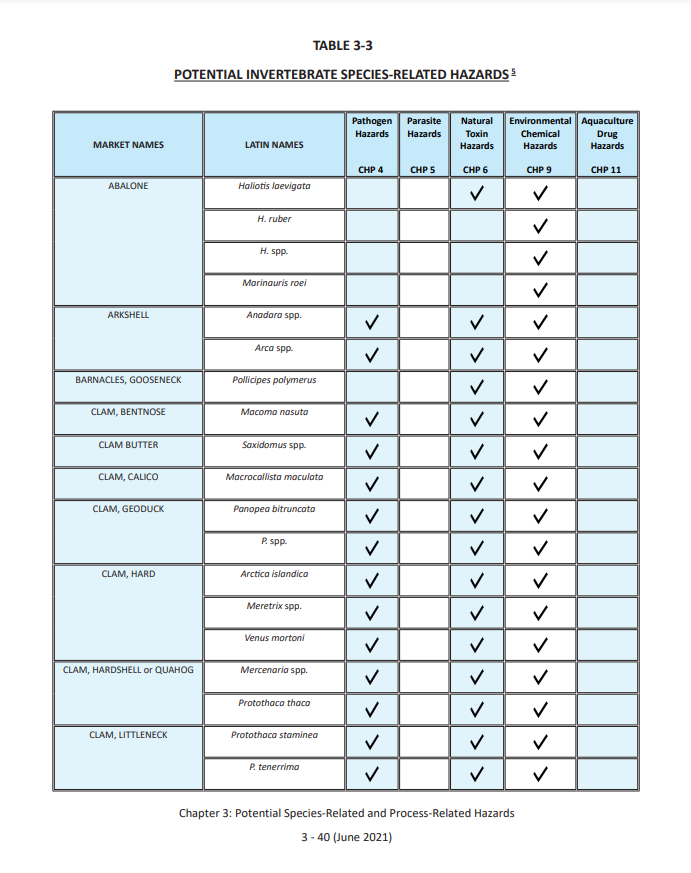 TABLE 3-3
POTENTIAL INVERTEBRATE SPECIES-RELATED HAZARDS 5
MARKET NAMES LATIN NAMES Pathogen Hazards CHP 4 Parasite Hazards CHP 5 Natural Toxin Hazards CHP 6 Environmental Chemical Hazards CHP 9 Aquaculture Drug Hazards CHP 11
ABALONE Haliotis laevigata ✓ ✓
H. ruber ✓
H. spp. ✓
Marinauris roei ✓
ARKSHELL Anadara spp. ✓ ✓ ✓
Arca spp. ✓ ✓ ✓
BARNACLES, GOOSENECK Pollicipes polymerus ✓ ✓
CLAM, BENTNOSE Macoma nasuta ✓ ✓ ✓
CLAM BUTTER Saxidomus spp. ✓ ✓ ✓
CLAM, CALICO Macrocallista maculata ✓ ✓ ✓
CLAM, GEODUCK Panopea bitruncata ✓ ✓ ✓
P. spp. ✓ ✓ ✓
CLAM, HARD Arctica islandica ✓ ✓ ✓
Meretrix spp. ✓ ✓ ✓
Venus mortoni ✓ ✓ ✓
CLAM, HARDSHELL or QUAHOG Mercenaria spp. ✓ ✓ ✓
Protothaca thaca ✓ ✓ ✓
CLAM, LITTLENECK Protothaca staminea ✓ ✓ ✓
P. tenerrima ✓ ✓ ✓
Chapter 3: Potential Species-Related and Process-Related Hazards
3 - 40 (June 2021)